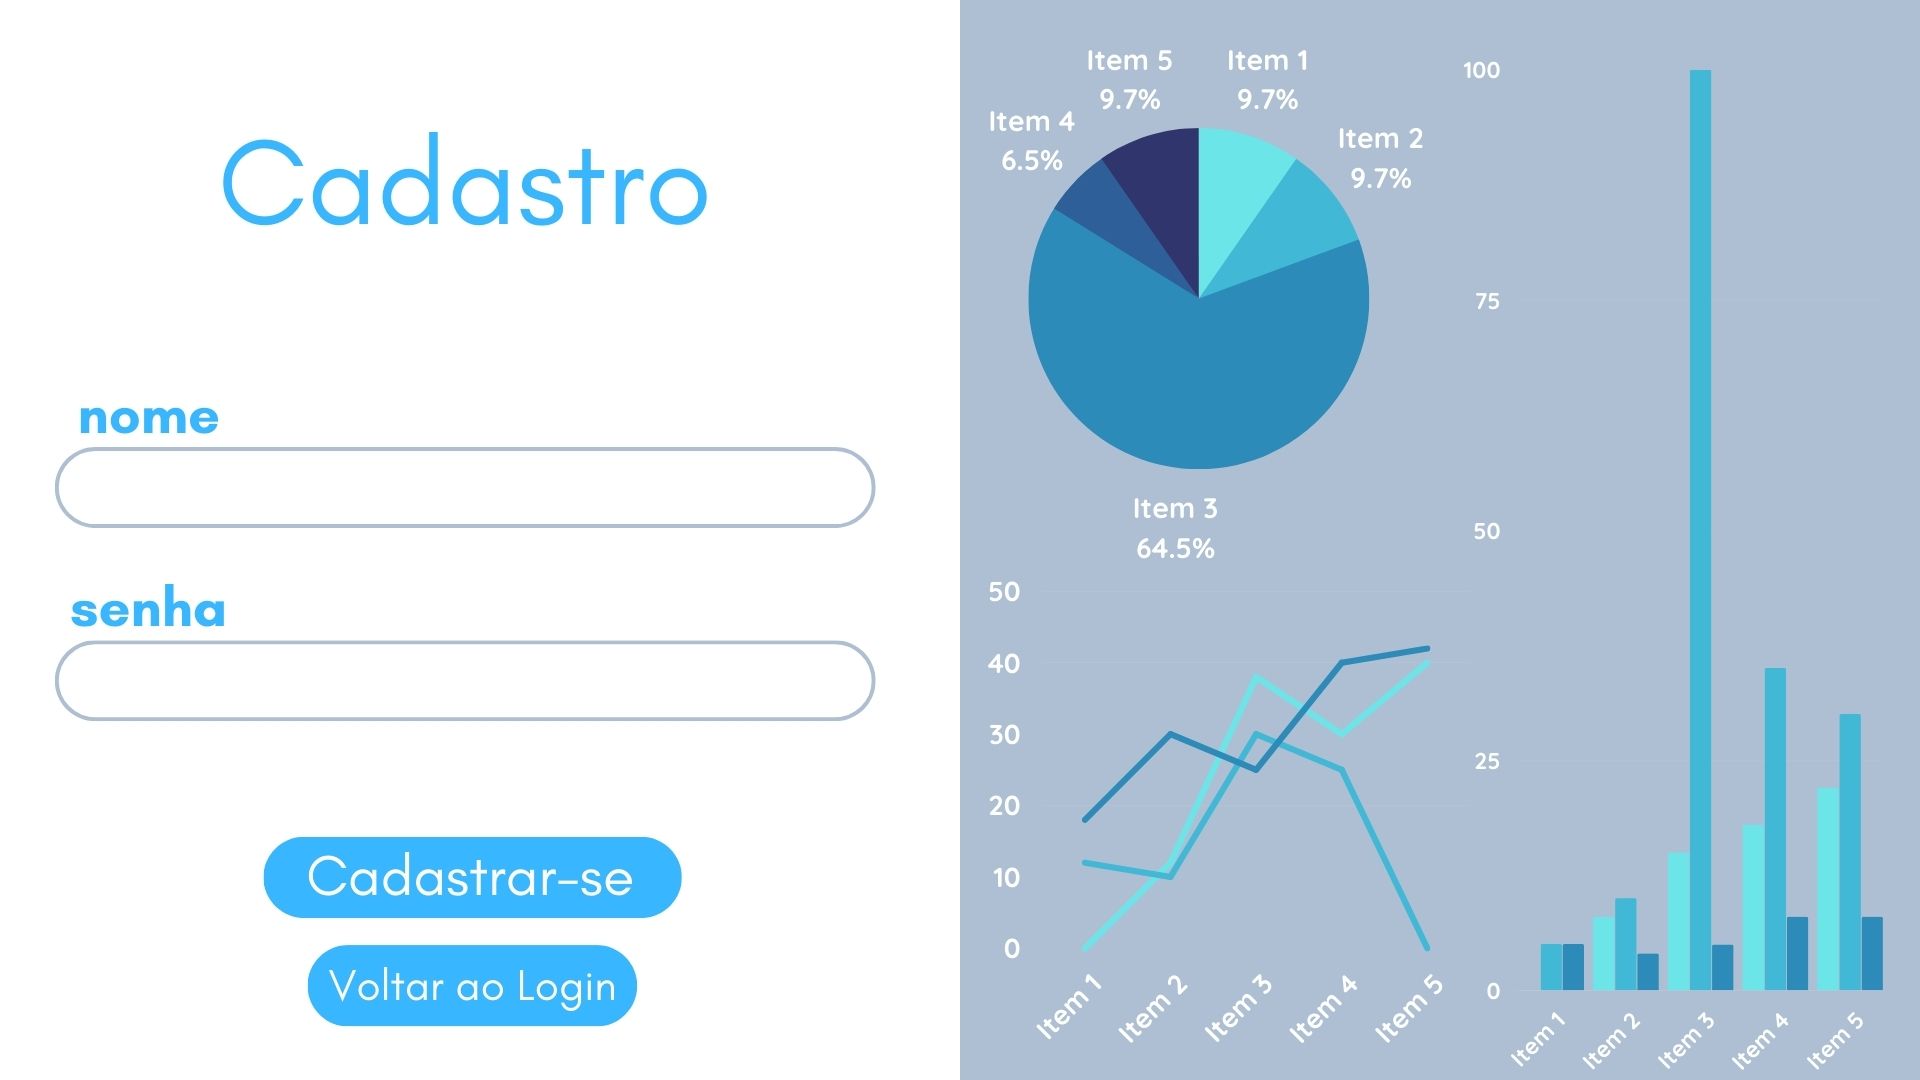 Cadastro
nome
senha
Cadastrar-se
Voltar ao Login
Item 5
9.7%
Item 1
9.7%
Item 4
6.5%
Item 2
9.7%
Item 3
64.5%
50
40
30
20
10
0
Item 1
Item 2
Item 3
Item 4
Item 5
100
75
50
25
0
Item 1
Item 2
Item 3
Item 4
Item 5